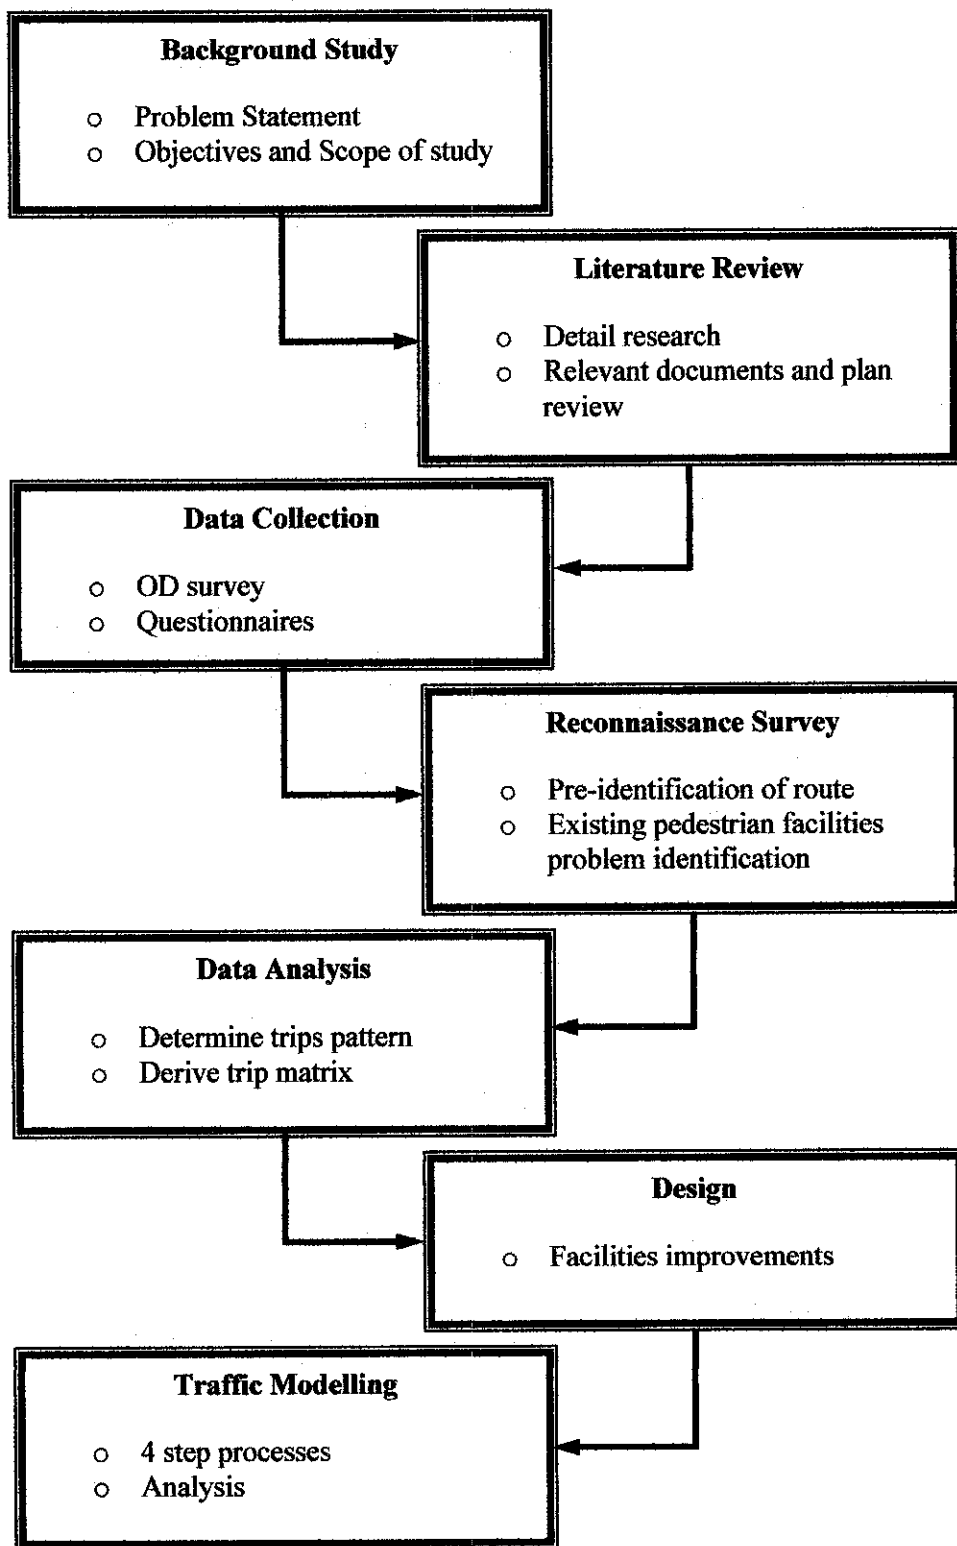 Background Study
○ Problem Statement
○ Objectives and Scope of study
Literature Review
○ Detail research
○ Relevant documents and plan
review
Data Collection
○ OD survey
○ Questionnaires
Reconnaissance Survey
○ Pre-identification of route
○ Existing pedestrian facilities
problem identification
Data Analysis
○ Determine trips pattern
○ Derive trip matrix
Design
○ Facilities improvements
Traffic Modelling
○ 4 step processes
○ Analysis